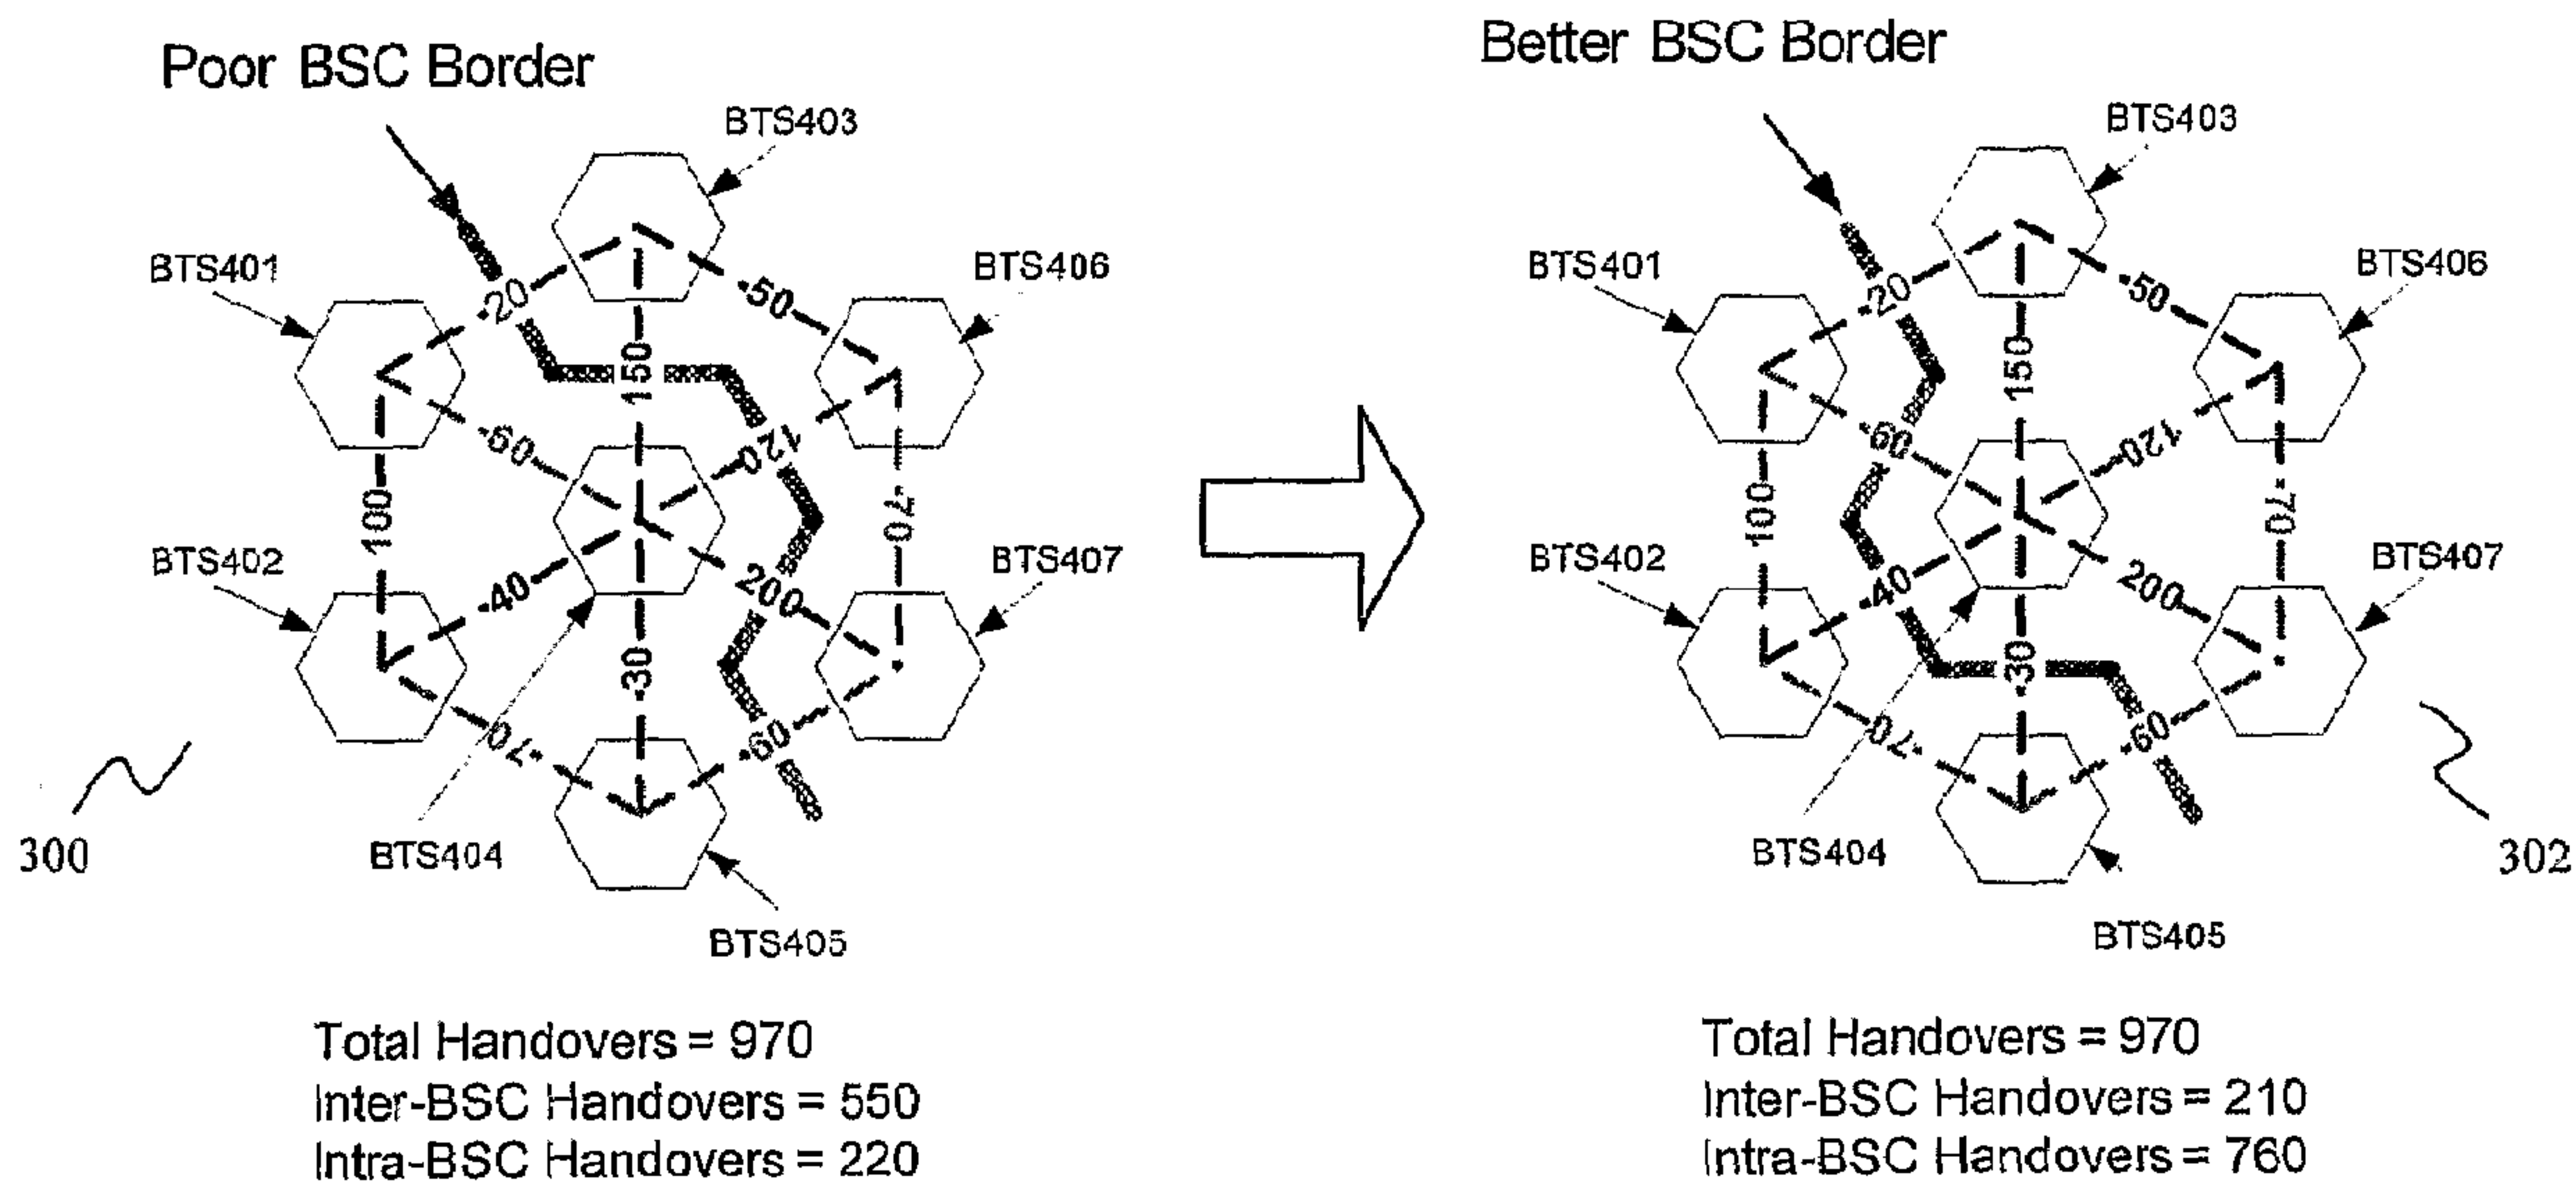 Poor BSC Border
BTS403
BTS401
BTS406
-20
-50
150
-60
120
100
-70
BTS402
BTS407
-40
200
-30
-70
-60
300
BTS404
BTS405
Total Handovers = 970
Inter-BSC Handovers = 550
Intra-BSC Handovers = 220
Better BSC Border
BTS403
BTS401
BTS406
-20
-50
150
-60
-120
100
-70
BTS402
BTS407
-40
200
-30
-70
-60
302
BTS404
BTS405
Total Handovers = 970
Inter-BSC Handovers = 210
Intra-BSC Handovers = 760